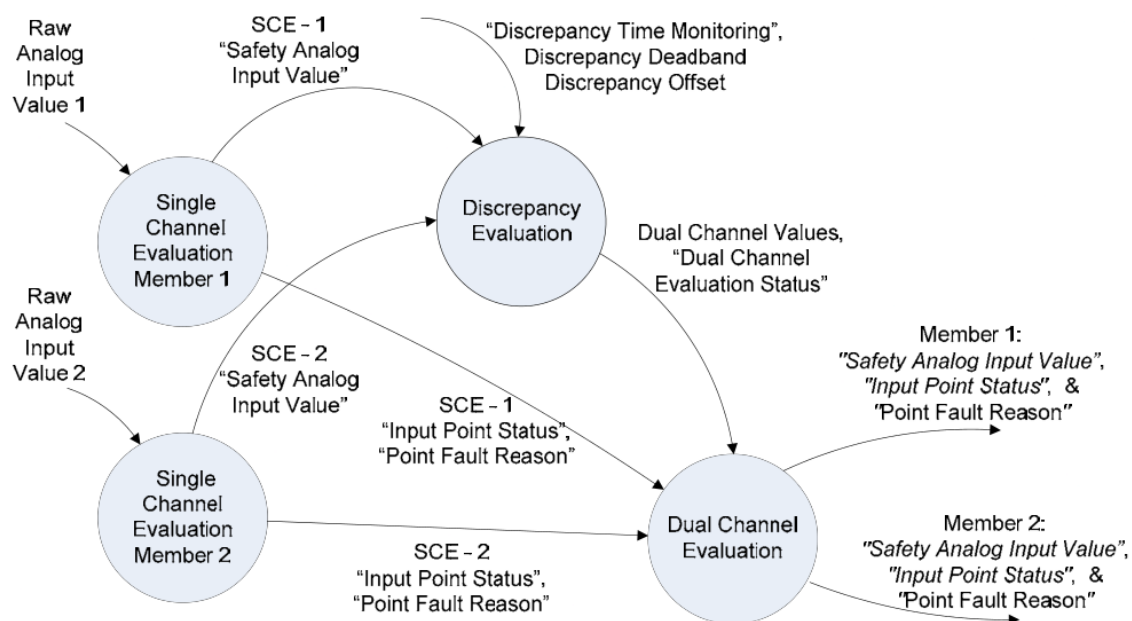 Raw
Analog
Input
Value 1
SCE - 1
“Safety Analog
Input Value”
“Discrepancy Time Monitoring”,
Discrepancy Deadband
Discrepancy Offset
Single
Channel
Evaluation
Member 1
Discrepancy
Evaluation
Dual Channel Values,
“Dual Channel
Evaluation Status”
Raw
Analog
Input
Value 2
SCE - 2
“Safety Analog
Input Value”
SCE - 1
“Input Point Status”,
“Point Fault Reason”
Member 1:
"Safety Analog Input Value”,
"Input Point Status", &
"Point Fault Reason"
Single
Channel
Evaluation
Member 2
Dual Channel
Evaluation
SCE - 2
“Input Point Status”,
“Point Fault Reason”
Member 2:
"Safety Analog Input Value”,
"Input Point Status", &
"Point Fault Reason"